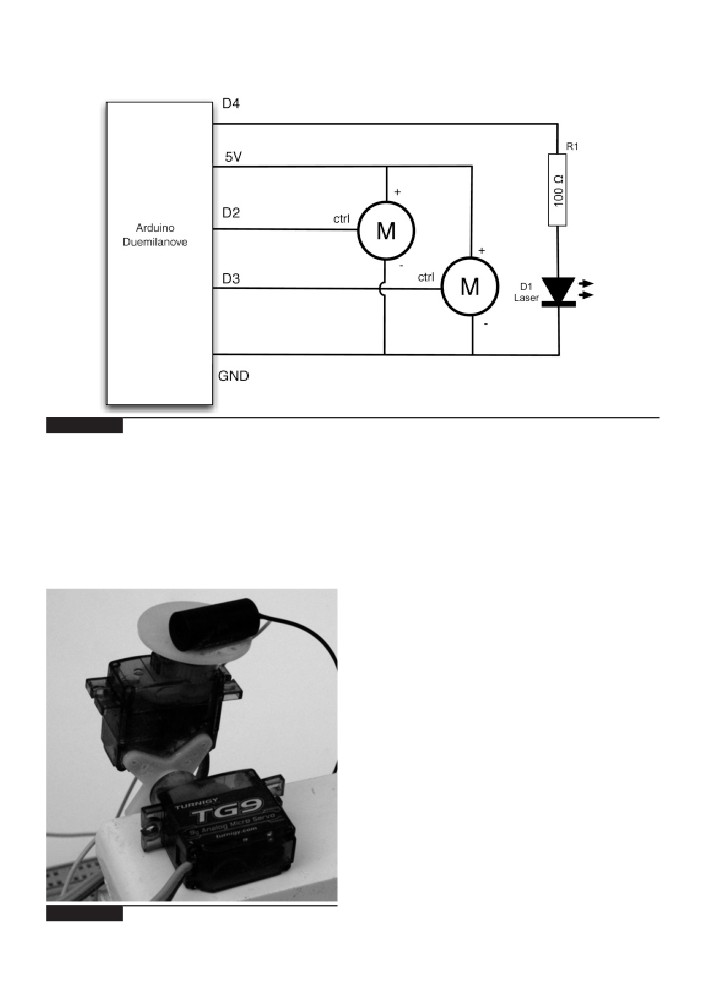 D4
R1
5V
100 Ω
+
D2
ctrl
Arduino
Duemilanove
M
+
-
D3
ctrl
M
D1
Laser
-
GND
TURNIGY
TG9
Analog Micro Servo
turnigy.com